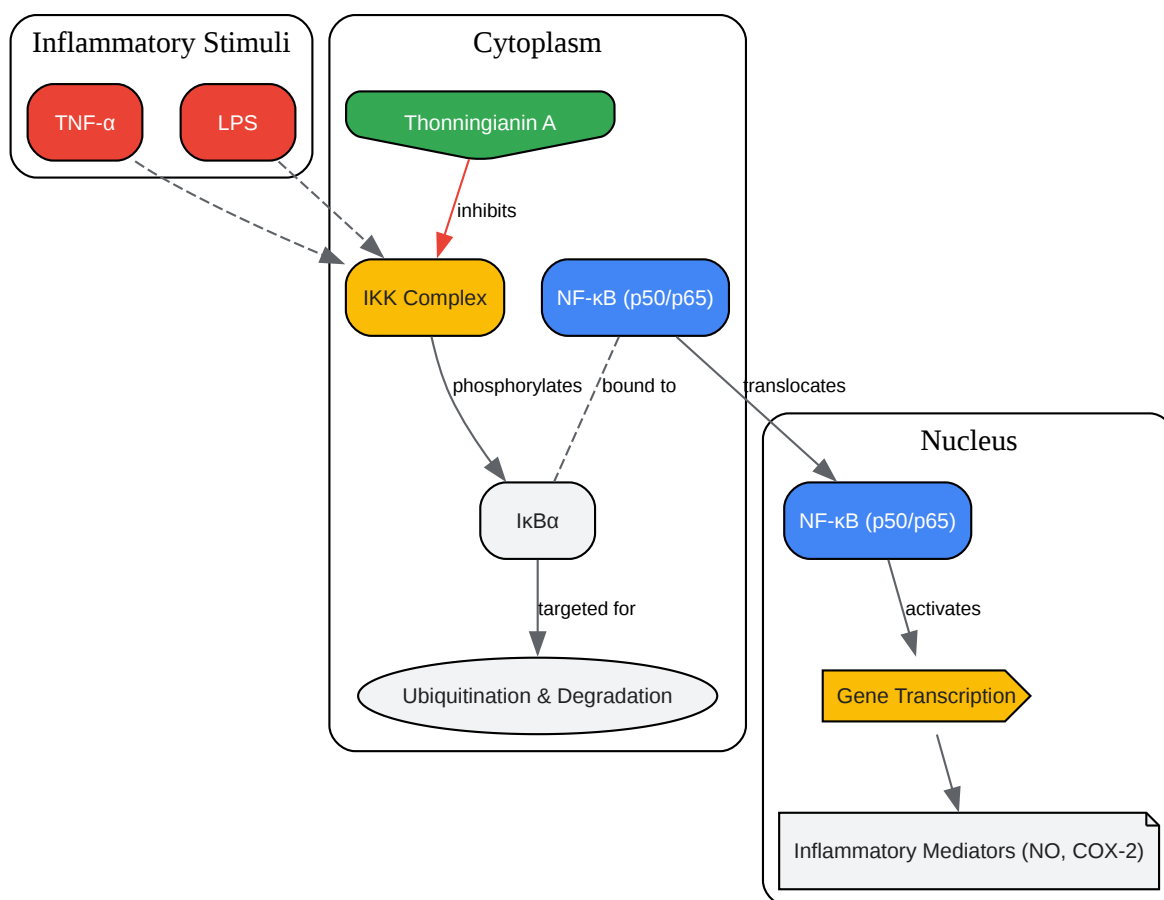 Inflammatory Stimuli
Cytoplasm
TNF-α
LPS
Thonningianin A
inhibits
IKK Complex
NF-κB (p50/p65)
phosphorylates
bound to
translocates
Nucleus
IκBα
NF-κB (p50/p65)
targeted for
activates
Ubiquitination & Degradation
Gene Transcription
Inflammatory Mediators (NO, COX-2)